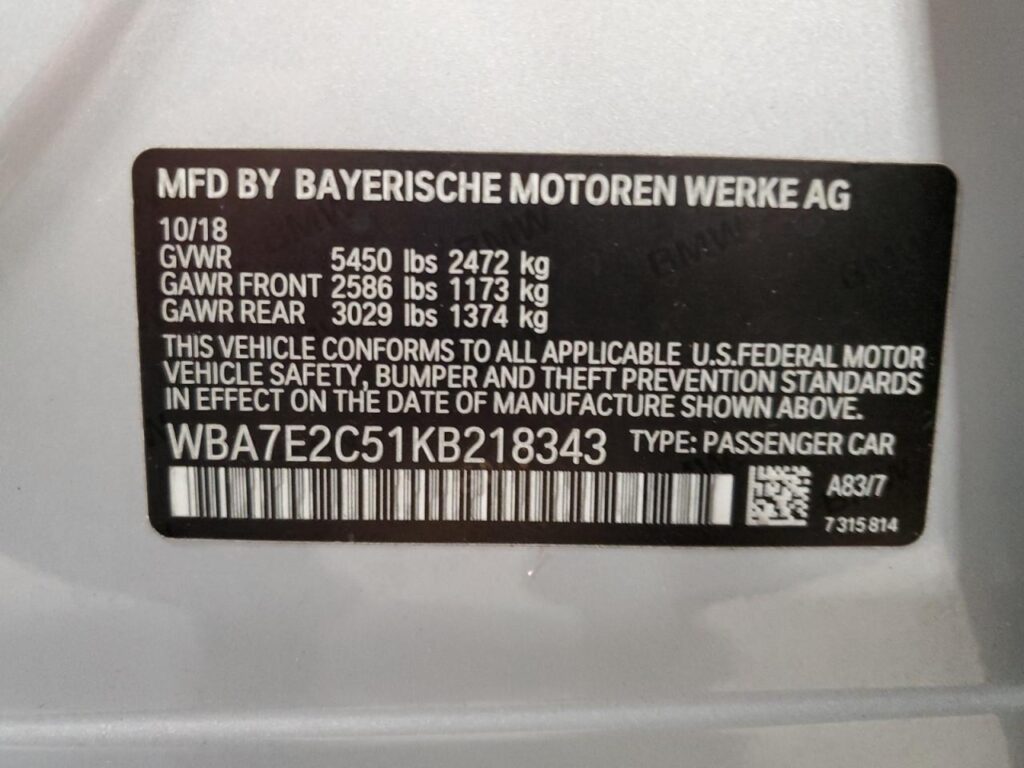 MFD BY BAYERISCHE MOTOREN WERKE AG
10/18
GVWR 5450 lbs 2472 kg
GAWR FRONT 2586 lbs 1173 kg
GAWR REAR 3029 lbs 1374 kg
THIS VEHICLE CONFORMS TO ALL APPLICABLE U.S.FEDERAL MOTOR
VEHICLE SAFETY, BUMPER AND THEFT PREVENTION STANDARDS
IN EFFECT ON THE DATE OF MANUFACTURE SHOWN ABOVE.
WBA7E2C51KB218343 TYPE: PASSENGER CAR
A83/7
7 315 814